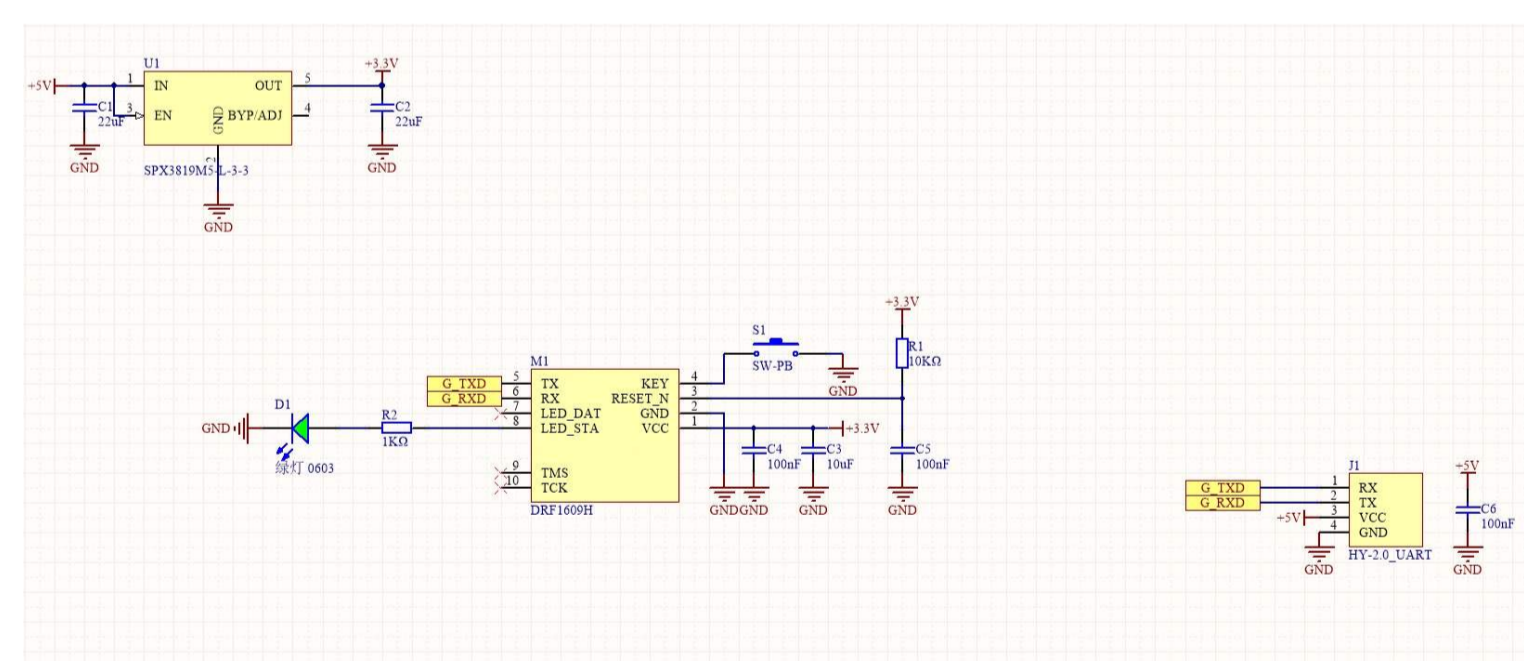 U1
+5V
1
IN
OUT
5
+3.3V
C1
22uF
3
EN
GND
BYP/ADJ
4
C2
22uF
GND
2
SPX3819M5-L-3-3
GND
GND
M1
G_TXD
5
TX
KEY
4
G_RXD
6
RX
RESET_N
3
7
LED_DAT
GND
2
8
LED_STA
VCC
1
9
TMS
10
TCK
DRF1609H
GND
D1
绿灯 0603
R2
1KΩ
S1
SW-PB
GND
+3.3V
R1
10KΩ
+3.3V
C4
100nF
C3
10uF
C5
100nF
GND
GND
GND
GND
J1
G_TXD
1
RX
G_RXD
2
TX
+5V
3
VCC
4
GND
HY-2.0_UART
GND
+5V
C6
100nF
GND